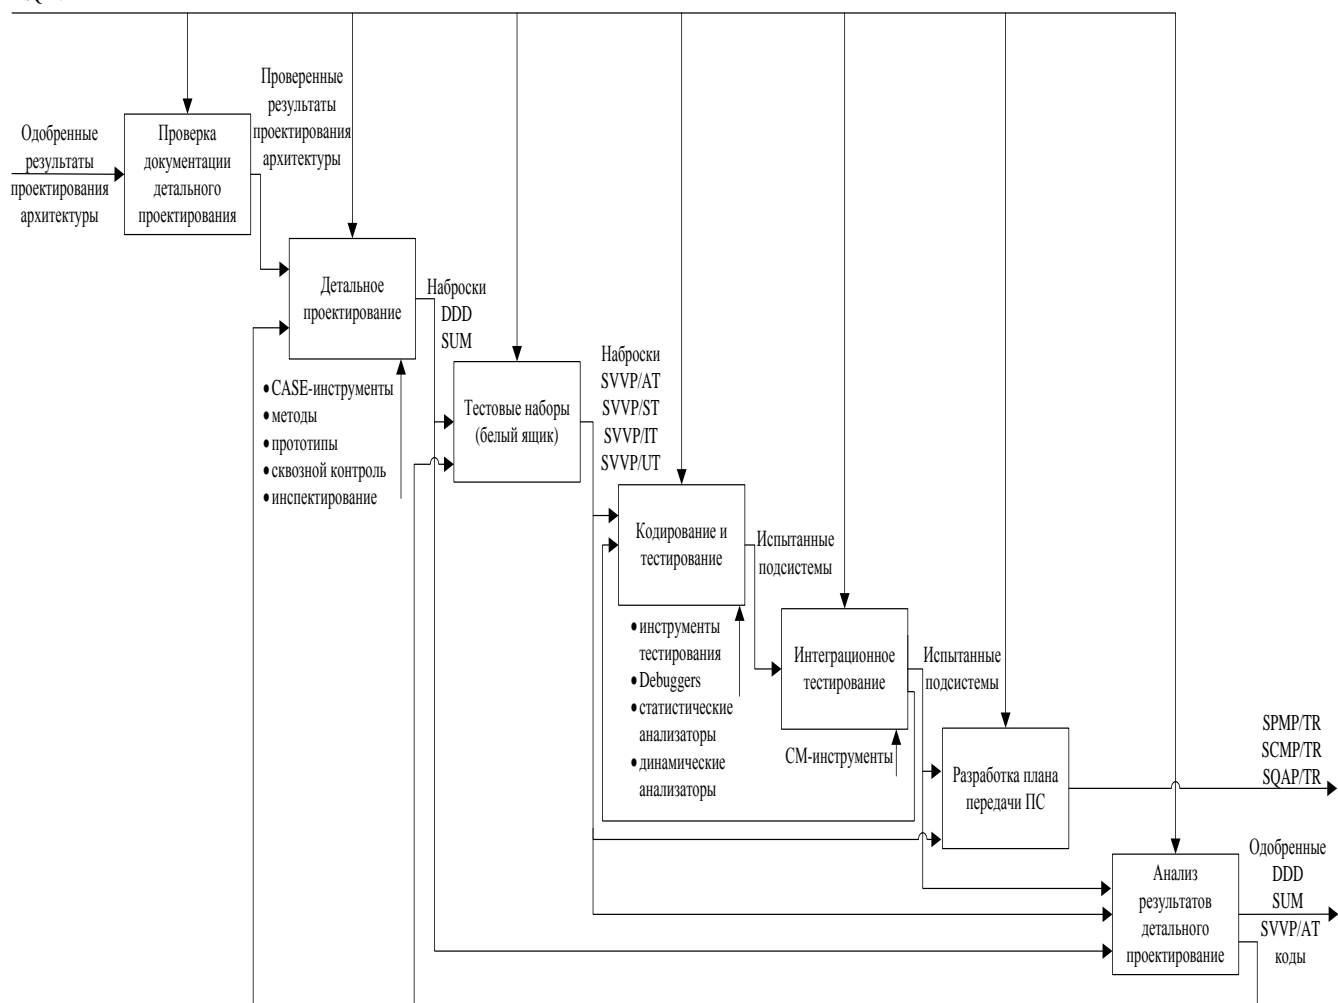 Проверенные
результаты
проектирования
архитектуры
Одобренные
результаты
проектирования
архитектуры
Проверка
документации
детального
проектирования
Детальное
проектирование
Наброски
DDD
SUM
• CASE-инструменты
• методы
• прототипы
• сквозной контроль
• инспектирование
Тестовые наборы
(белый ящик)
Наброски
SVVP/AT
SVVP/ST
SVVP/IT
SVVP/UT
Кодирование и
тестирование
Испытанные
подсистемы
• инструменты
тестирования
• Debuggers
• статистические
анализаторы
• динамические
анализаторы
Интеграционное
тестирование
Испытанные
подсистемы
СМ-инструменты
Разработка плана
передачи ПС
SPMP/TR
SCMP/TR
SQAP/TR
Анализ
результатов
детального
проектирование
Одобренные
DDD
SUM
SVVP/AT
коды